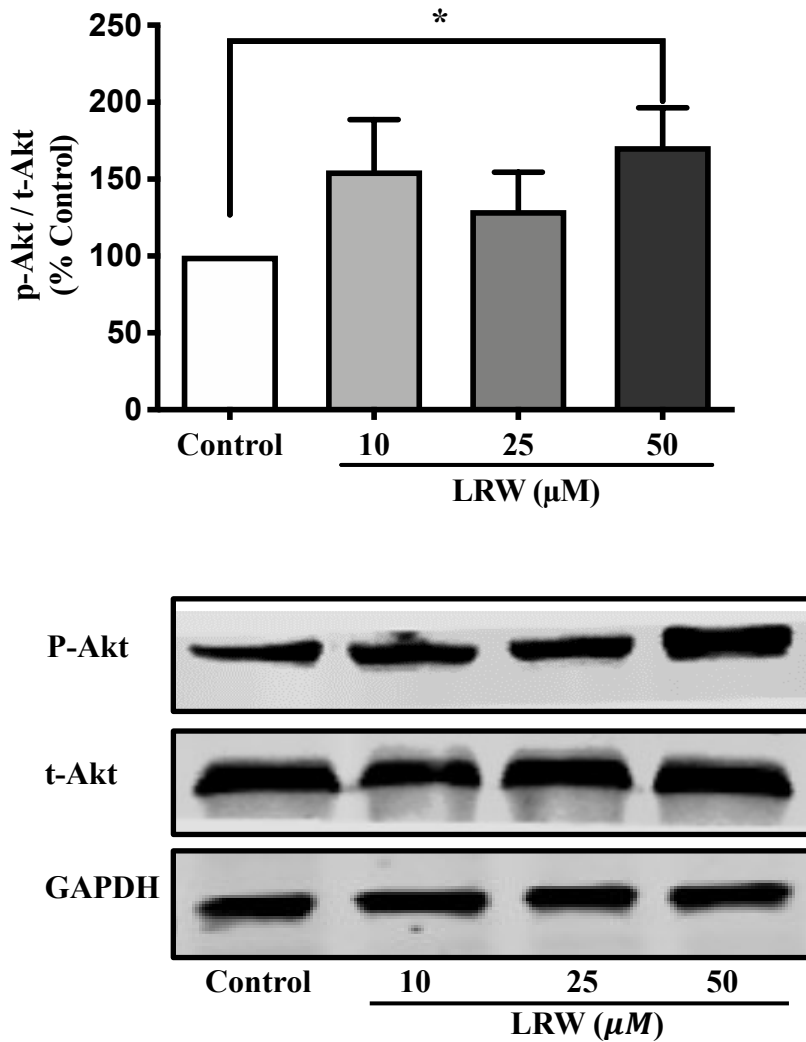 p-Akt / t-Akt
(% Control)
250
200
150
100
50
0
*
Control 10 25 50
LRW (μM)
P-Akt
t-Akt
GAPDH
Control 10 25 50
LRW (μM)